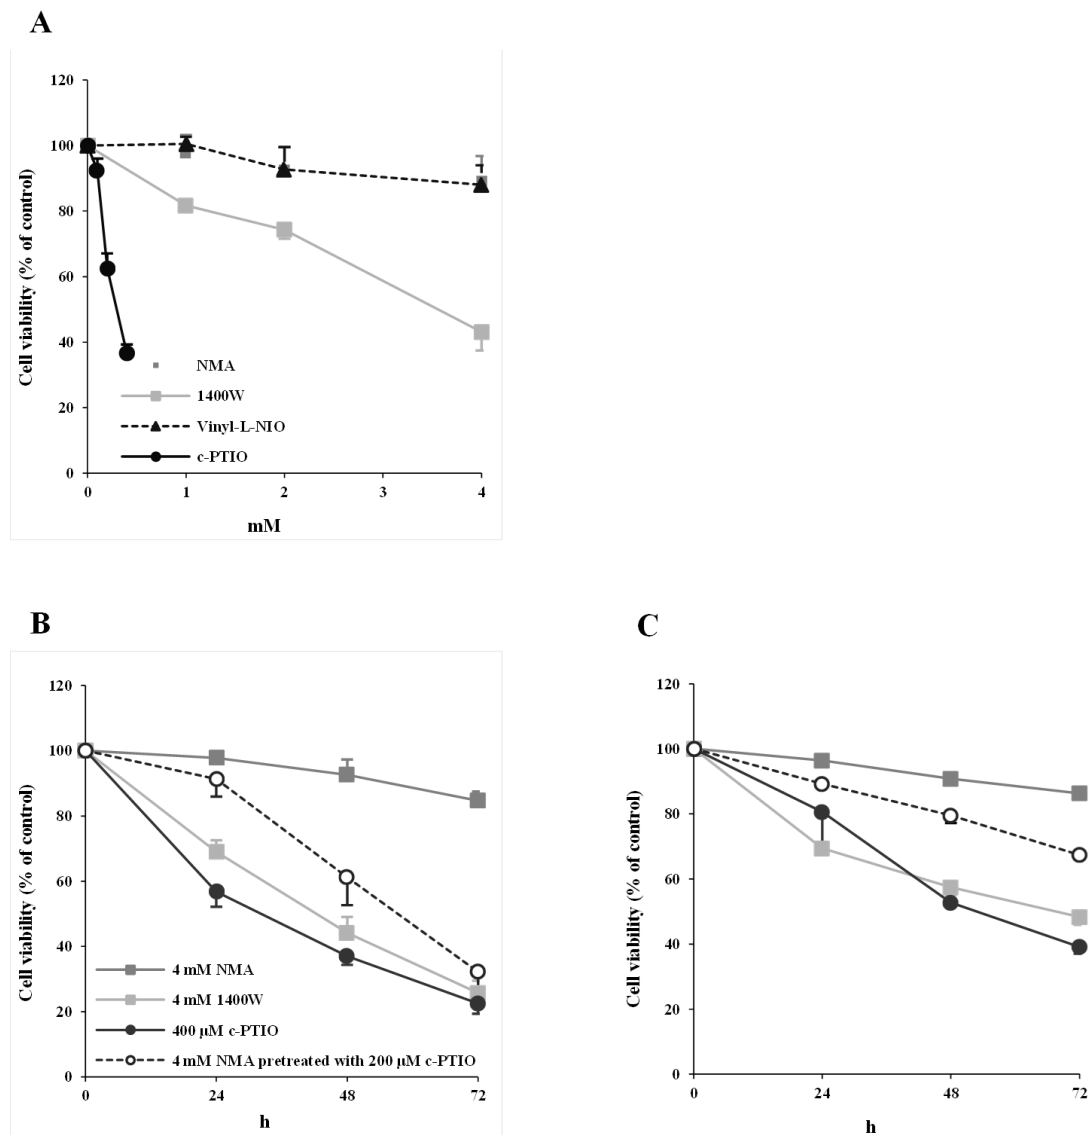 A
120
100
80
60
40
20
0
Cell viability (% of control)
NMA
1400W
Vinyl-L-NIO
c-PTIO
0 1 2 3 4
mM
B
120
100
80
60
40
20
0
Cell viability (% of control)
4 mM NMA
4 mM 1400W
400 µM c-PTIO
4 mM NMA pretreated with 200 µM c-PTIO
0 24 48 72
h
C
120
100
80
60
40
20
0
Cell viability (% of control)
0 24 48 72
h